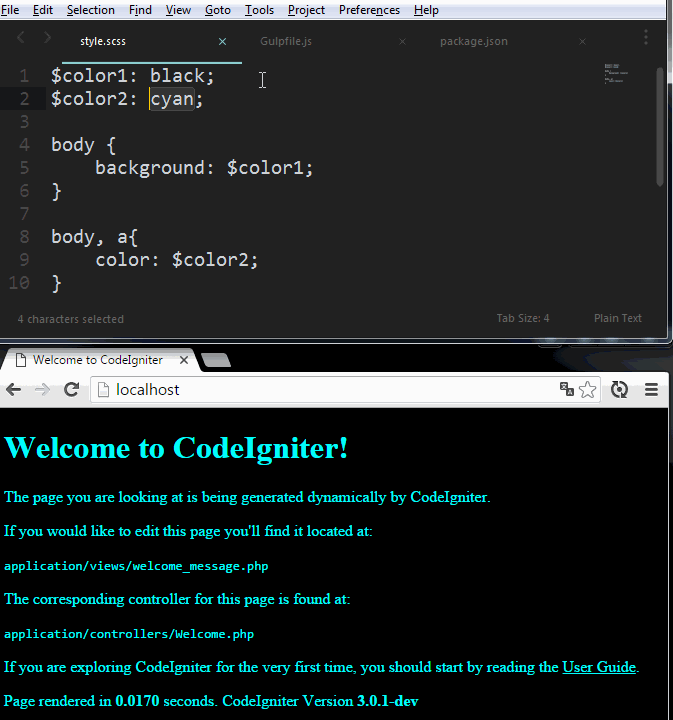 File Edit Selection Find View Goto Tools Project Preferences Help
style.scss Gulpfile.js package.json
1 $color1: black;
2 $color2: cyan;
3
4 body {
5 background: $color1;
6 }
7
8 body, a{
9 color: $color2;
10 }
4 characters selected Tab Size: 4 Plain Text
Welcome to CodeIgniter
localhost
Welcome to CodeIgniter!
The page you are looking at is being generated dynamically by CodeIgniter.
If you would like to edit this page you'll find it located at:
application/views/welcome_message.php
The corresponding controller for this page is found at:
application/controllers/Welcome.php
If you are exploring CodeIgniter for the very first time, you should start by reading the User Guide.
Page rendered in 0.0170 seconds. CodeIgniter Version 3.0.1-dev